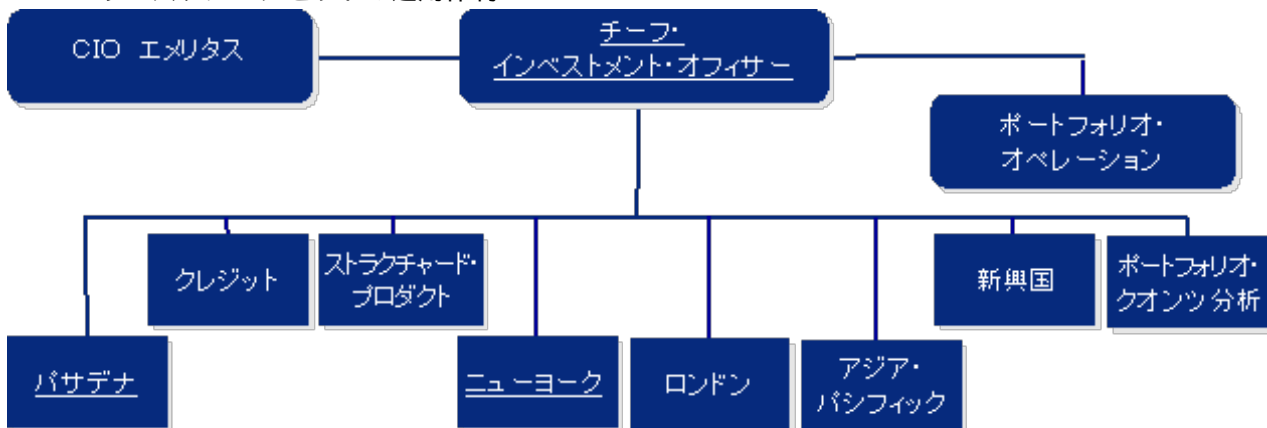 CIO エメリタス
チーフ・
インベストメント・オフィサー
ポートフォリオ・
オペレーション
クレジット
ストラクチャード・
プロダクト
新興国
ポートフォリオ・
クオンツ分析
パサデナ
ニューヨーク
ロンドン
アジア・
パシフィック